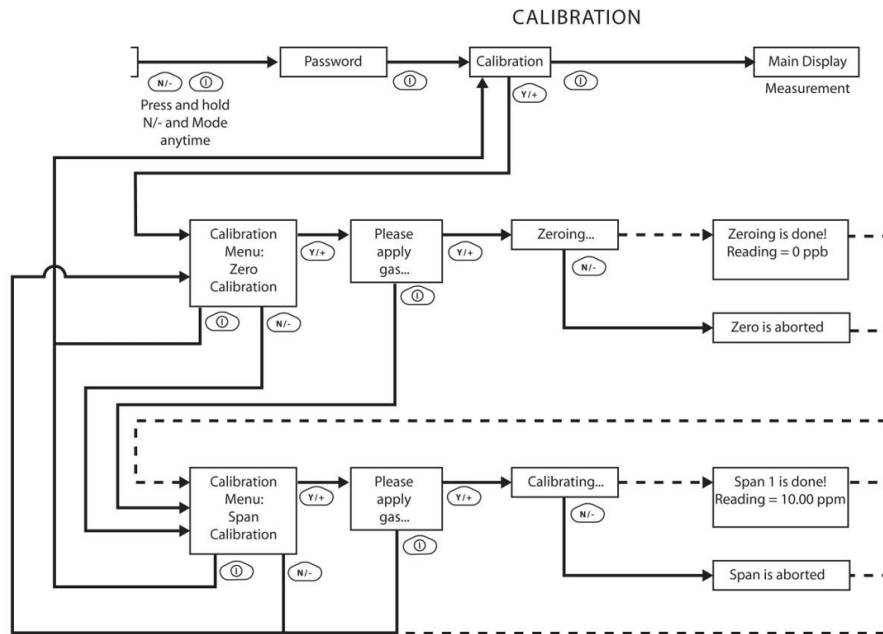 CALIBRATION
Password
Calibration
Main Display
N/-
Y/+
Measurement
Press and hold
N/- and Mode
anytime
Calibration
Menu:
Zero
Calibration
Y/+
Please
apply
gas...
Y/+
Zeroing...
N/-
Zeroing is done!
Reading = 0 ppb
N/-
Zero is aborted
Calibration
Menu:
Span
Calibration
Y/+
Please
apply
gas...
Y/+
Calibrating...
N/-
Span 1 is done!
Reading = 10.00 ppm
N/-
Span is aborted